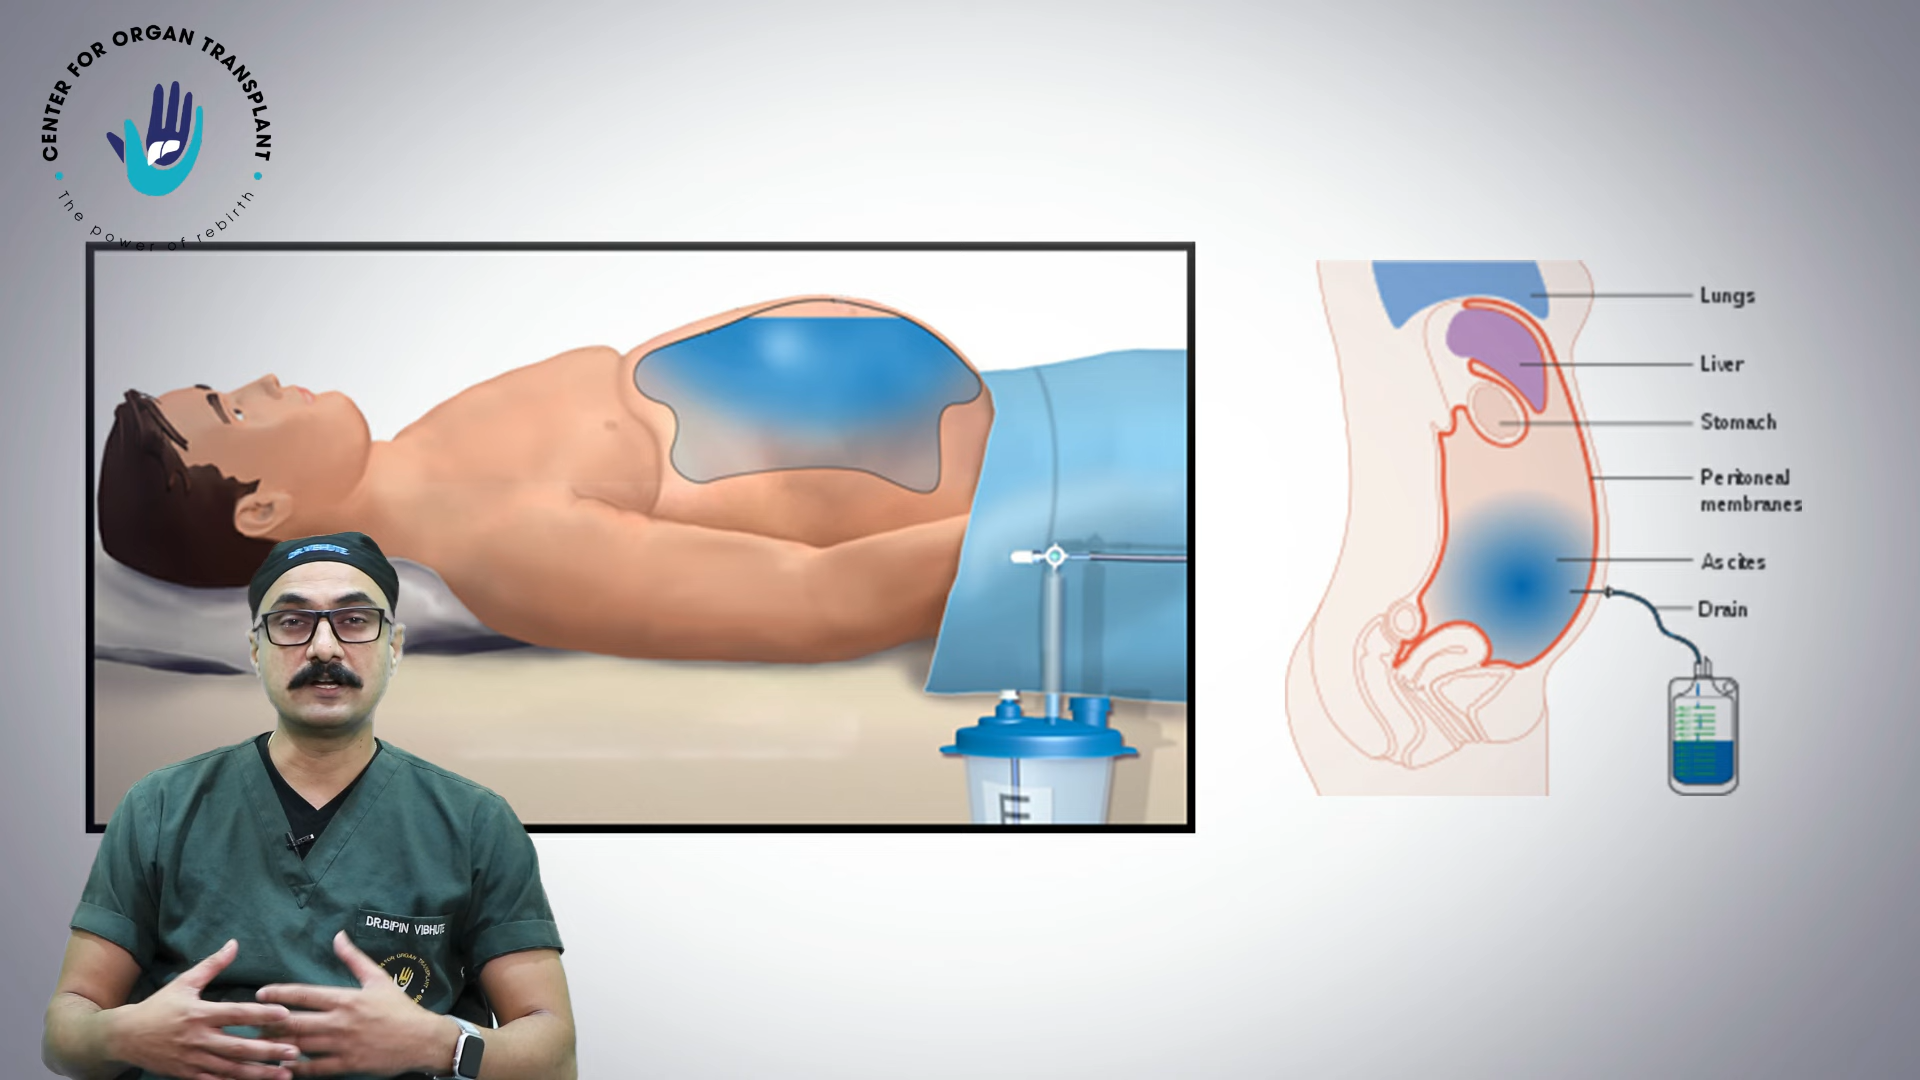 CENTER FOR ORGAN TRANSPLANT
The power of rebirth
Lungs
Liver
Stomach
Peritoneal
membranes
Ascites
Drain
E
DR.BIPIN VIBHUTE